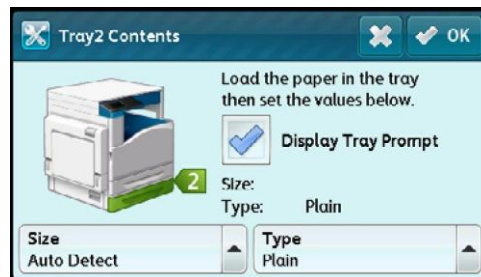 Tray2 Contents
OK
Load the paper in the tray
then set the values below.
Display Tray Prompt
2
Size:
Type: Plain
Size
Auto Detect
Type
Plain